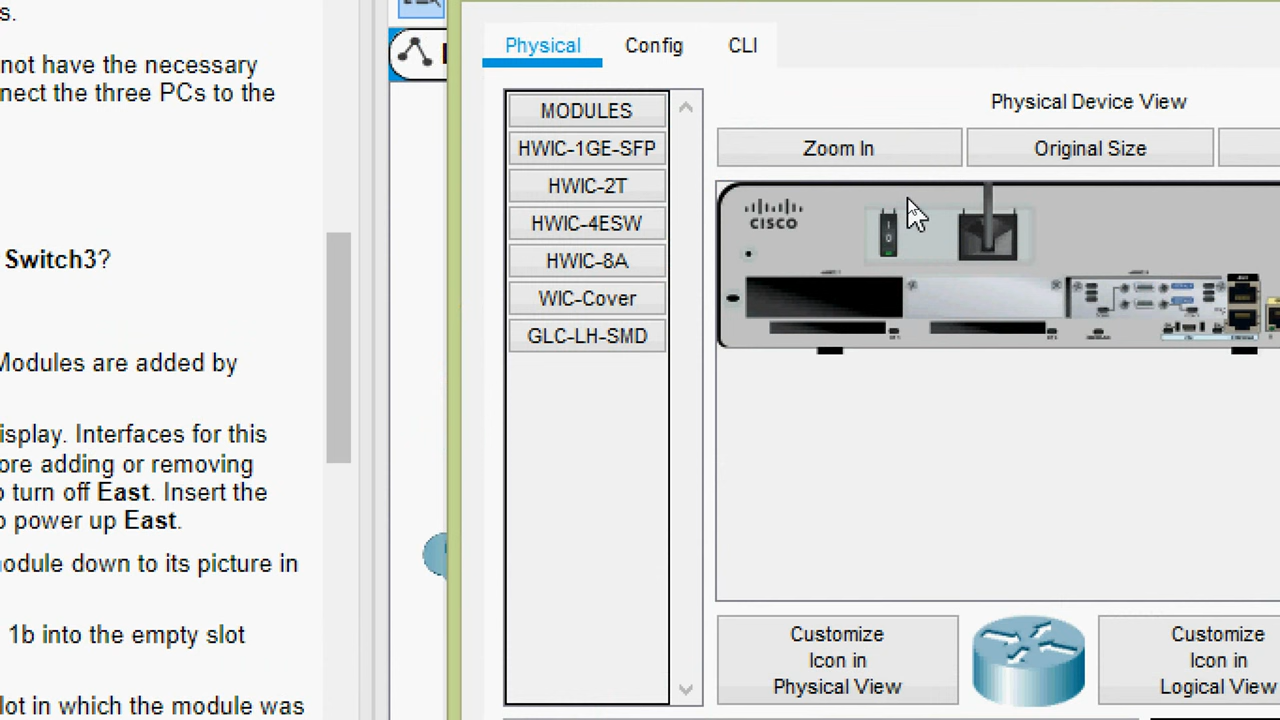 s.
not have the necessary
nnect the three PCs to the
Switch3?
Modules are added by
isplay. Interfaces for this
ore adding or removing
o turn off East. Insert the
o power up East.
nodule down to its picture in
1b into the empty slot
lot in which the module was
Physical
Config
CLI
MODULES
HWIC-1GE-SFP
HWIC-2T
HWIC-4ESW
HWIC-8A
WIC-Cover
GLC-LH-SMD
Physical Device View
Zoom In
Original Size
CISCO
Customize
Icon in
Physical View
Customize
Icon in
Logical View